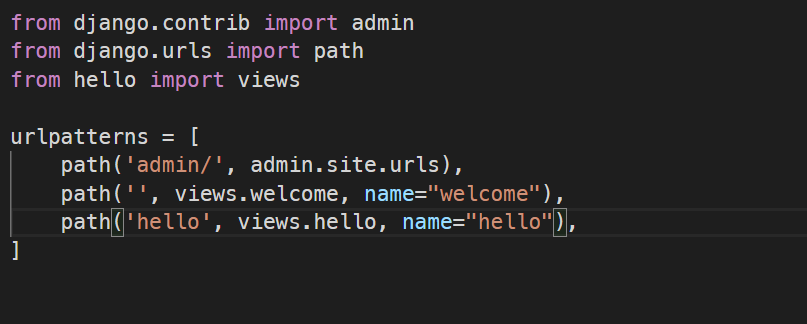 from django.contrib import admin
from django.urls import path
from hello import views
urlpatterns = [
    path('admin/', admin.site.urls),
    path('', views.welcome, name="welcome"),
    path('hello', views.hello, name="hello"),
]